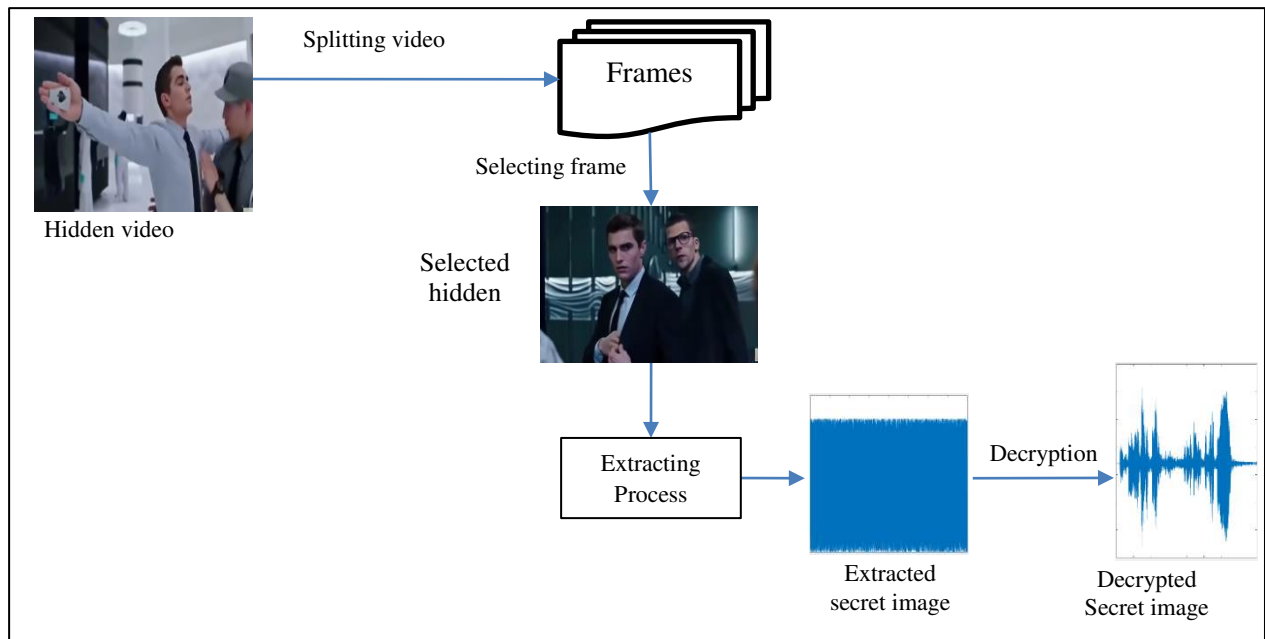 Splitting video
Frames
Hidden video
Selecting frame
Selected
hidden
Extracting
Process
Decryption
Extracted
secret image
Decrypted
Secret image